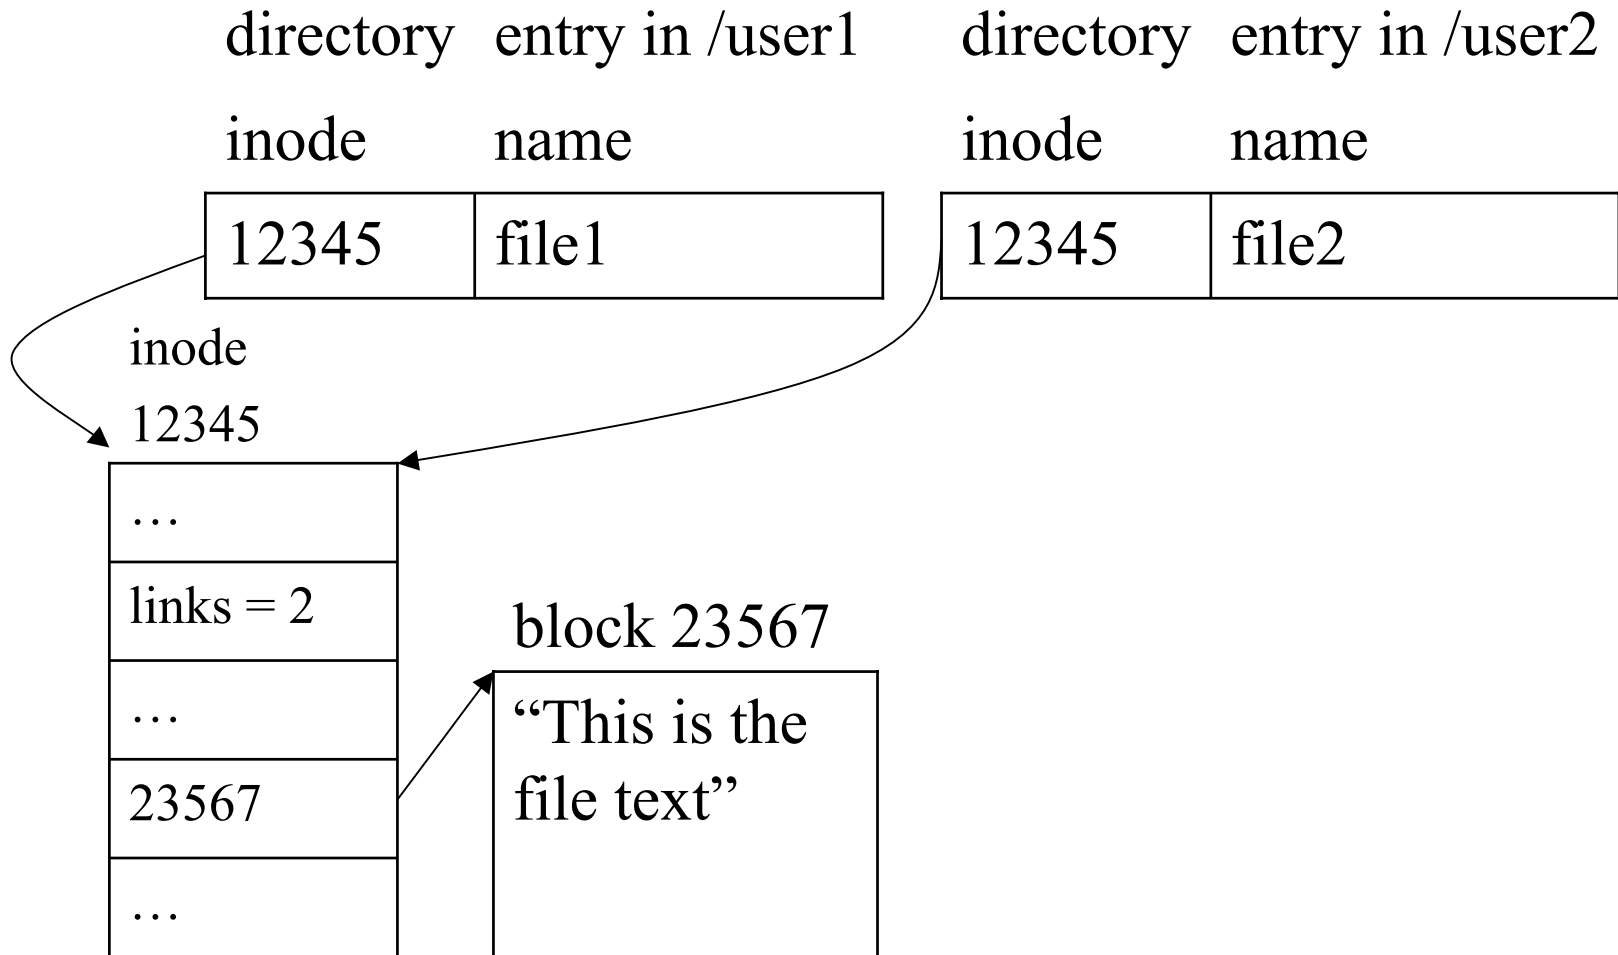 directory entry in /user1 directory entry in /user2
inode name inode name
12345 file1 12345 file2
inode
12345
…
links = 2
…
23567
…
block 23567
“This is the
file text”